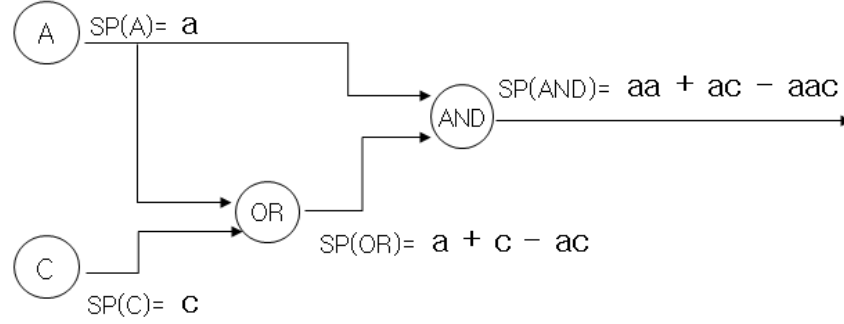 A
SP(A)= a
SP(AND)= aa + ac - aac
AND
OR
SP(OR)= a + c - ac
C
SP(C)= c